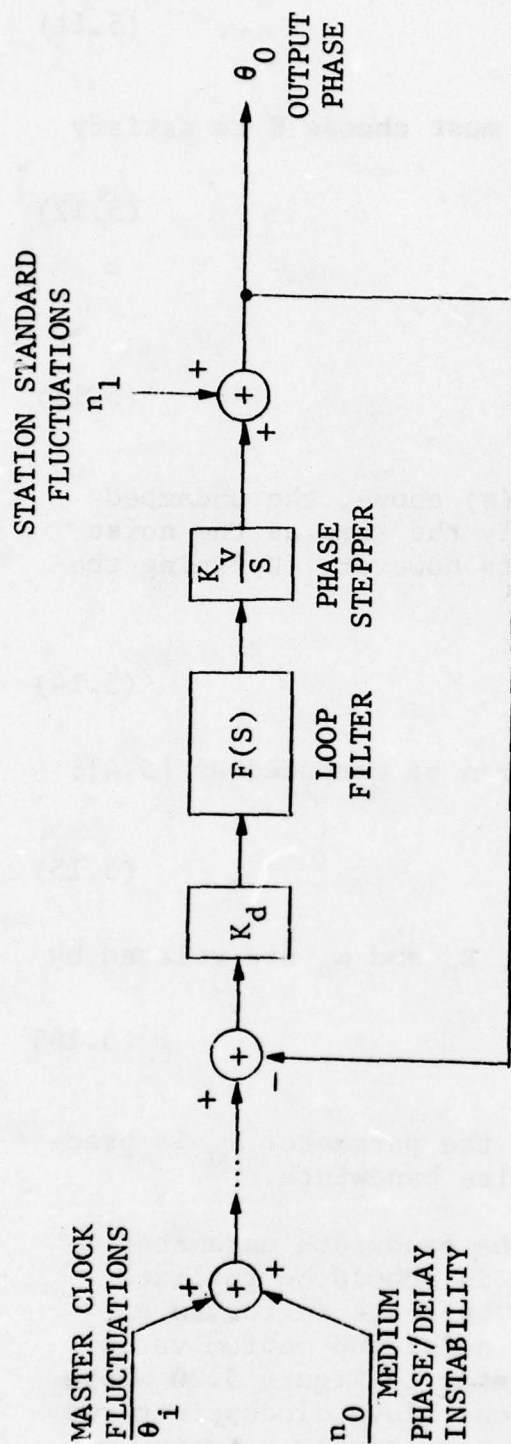 MASTER CLOCK
FLUCTUATIONS
θi
+
+
+
n0
MEDIUM
PHASE/DELAY
INSTABILITY
...
+
+
-
Kd
F(S)
LOOP
FILTER
Kv
S
PHASE
STEPPER
STATION STANDARD
FLUCTUATIONS
n1
+
+
+
θ0
OUTPUT
PHASE